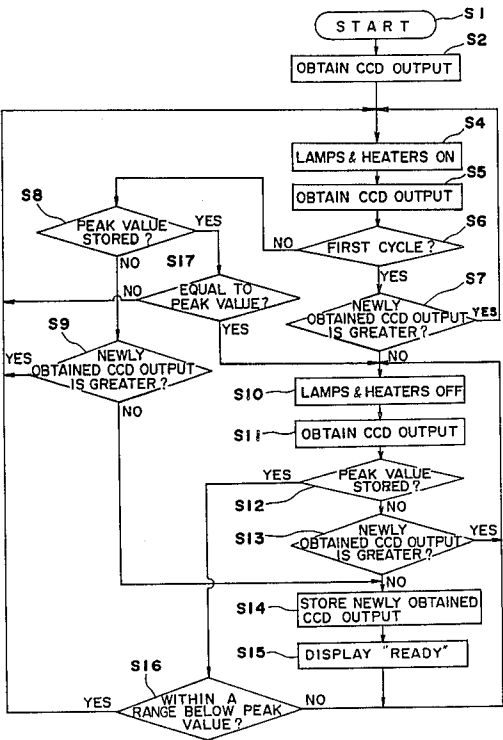 START
S1
S2
OBTAIN CCD OUTPUT
S4
LAMPS & HEATERS ON
S5
OBTAIN CCD OUTPUT
S6
FIRST CYCLE?
NO
YES
S8
PEAK VALUE
STORED?
YES
NO
S17
EQUAL TO
PEAK VALUE?
NO
YES
S7
NEWLY
OBTAINED CCD OUTPUT
IS GREATER?
YES
NO
S9
NEWLY
OBTAINED CCD OUTPUT
IS GREATER?
YES
NO
S10
LAMPS & HEATERS OFF
S11
OBTAIN CCD OUTPUT
S12
PEAK VALUE
STORED?
YES
NO
S13
NEWLY
OBTAINED CCD OUTPUT
IS GREATER?
YES
NO
S14
STORE NEWLY OBTAINED
CCD OUTPUT
S15
DISPLAY "READY"
S16
WITHIN A
RANGE BELOW PEAK
VALUE?
YES
NO